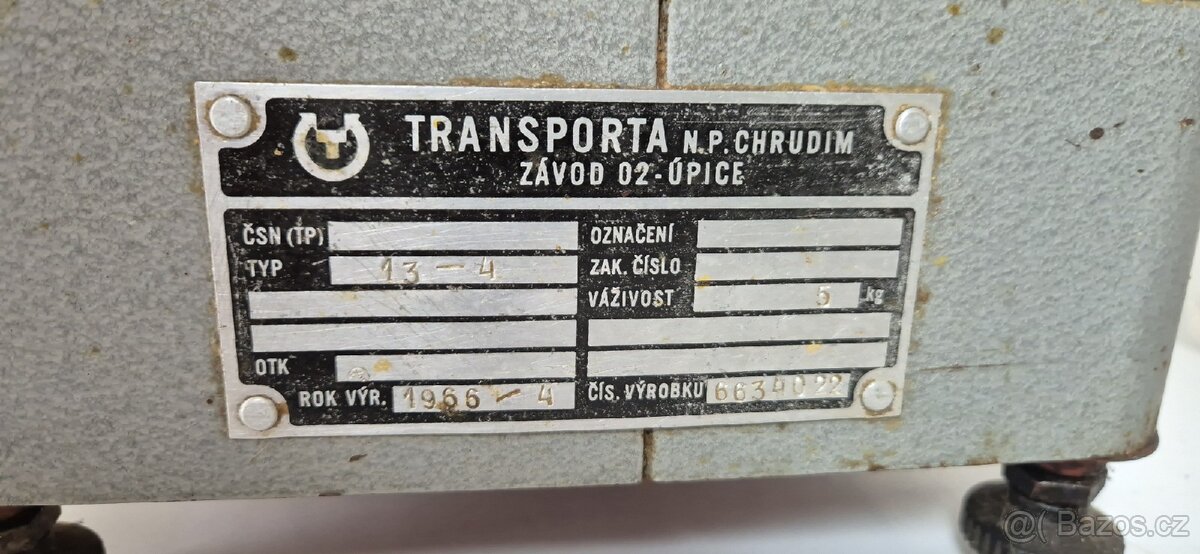 TRANSPORTA N.P. CHRUDIM
ZÁVOD 02-ÚPICE
ČSN (TP)
OZNAČENÍ
TYP 13-4
ZAK. ČÍSLO
VÁŽIVOST 5 kg
OTK
ROK VÝR. 1966-4
ČÍS. VÝROBKU 6634022
@( Bazos.cz